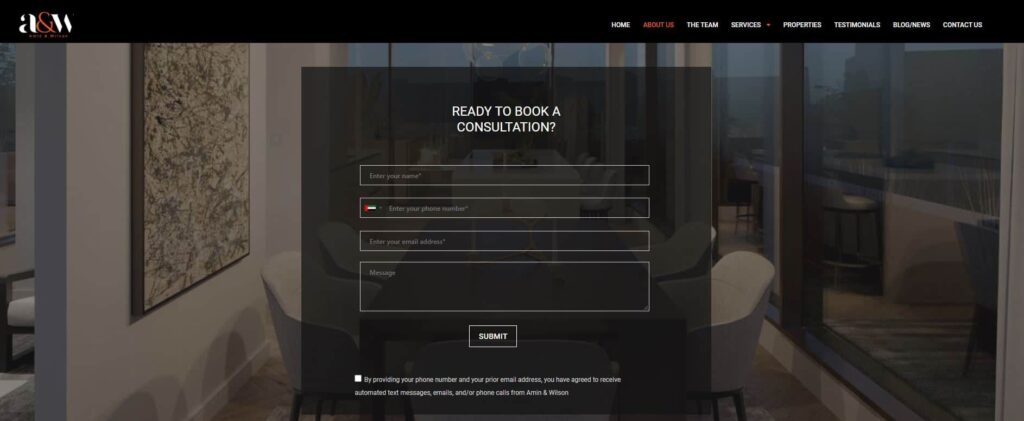 a&w
Amin & Wilson
HOME ABOUT US THE TEAM SERVICES PROPERTIES TESTIMONIALS BLOG/NEWS CONTACT US
READY TO BOOK A
CONSULTATION?
Enter your name*
Enter your phone number*
Enter your email address*
Message
SUBMIT
By providing your phone number and your prior email address, you have agreed to receive
automated text messages, emails, and/or phone calls from Amin & Wilson